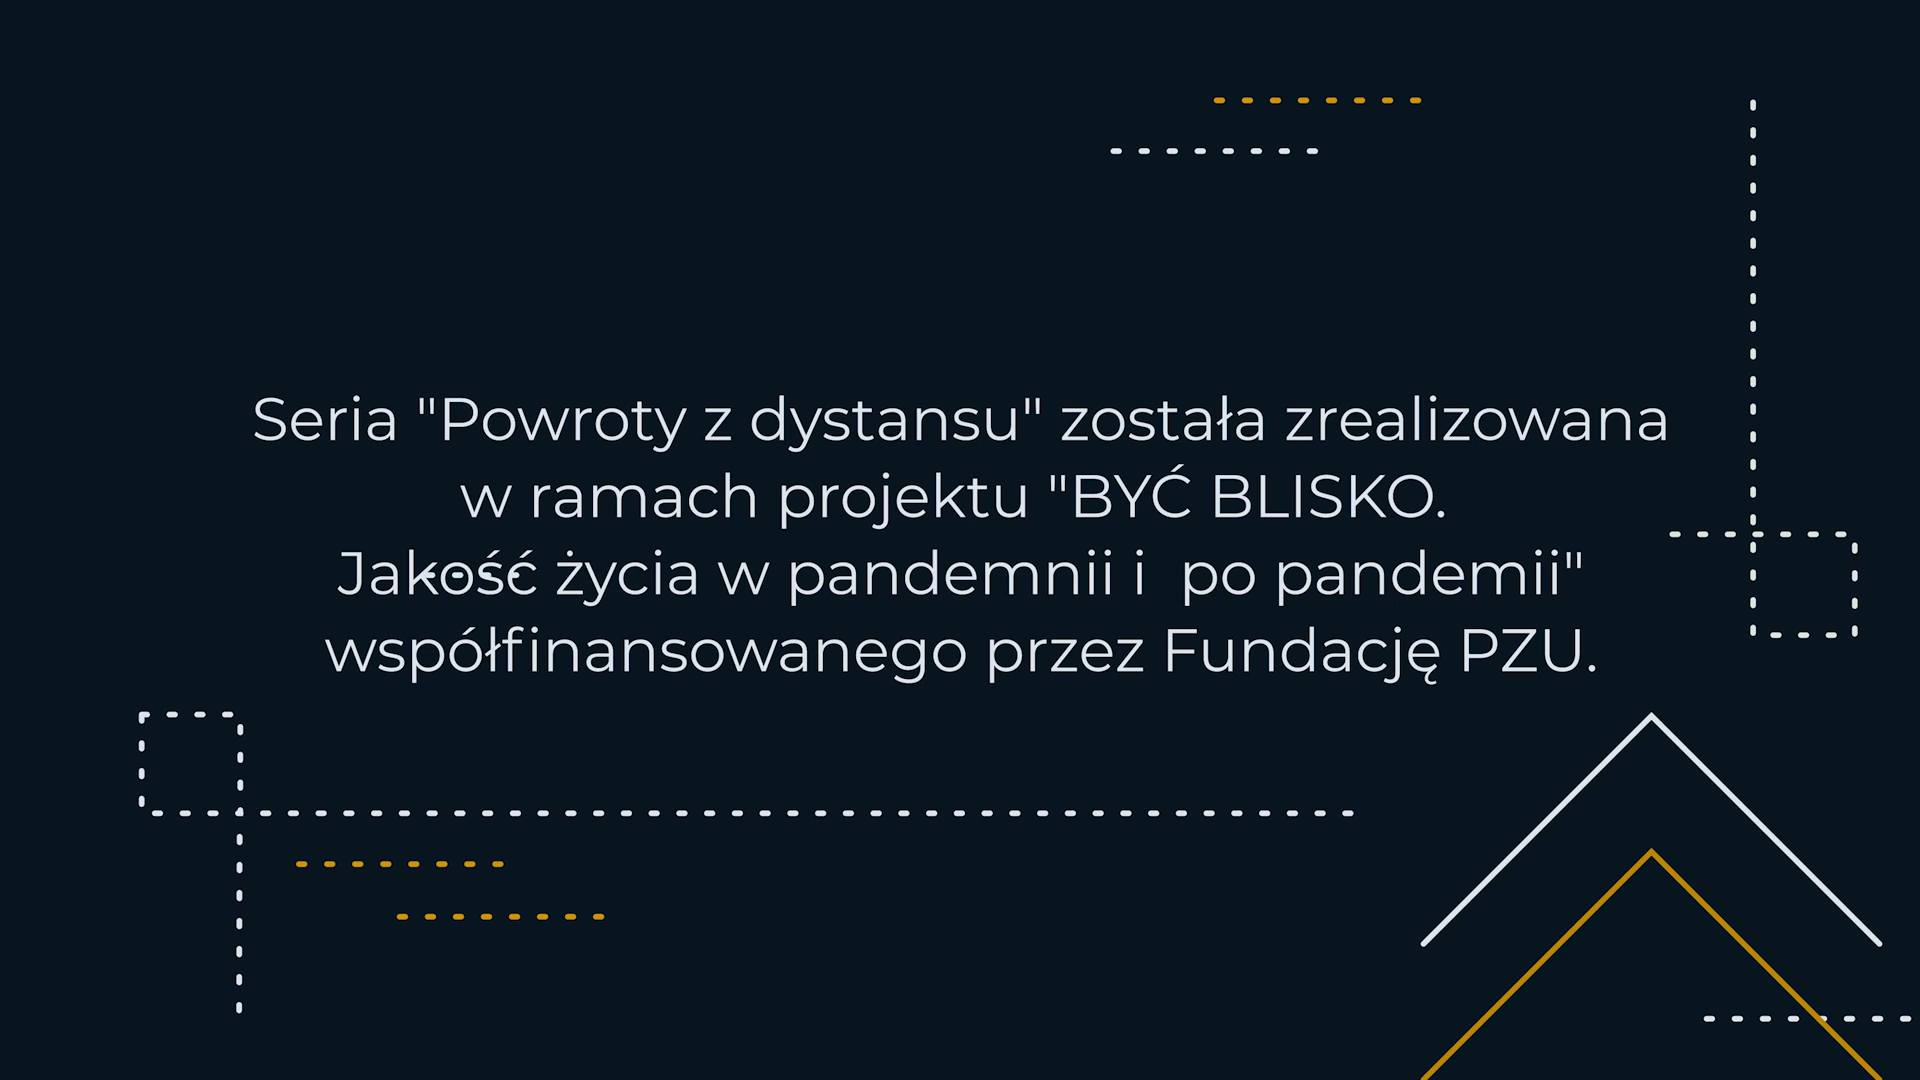 Seria "Powroty z dystansu" została zrealizowana
w ramach projektu "BYĆ BLISKO.
Jakość życia w pandemnii i  po pandemii"
współfinansowanego przez Fundację PZU.